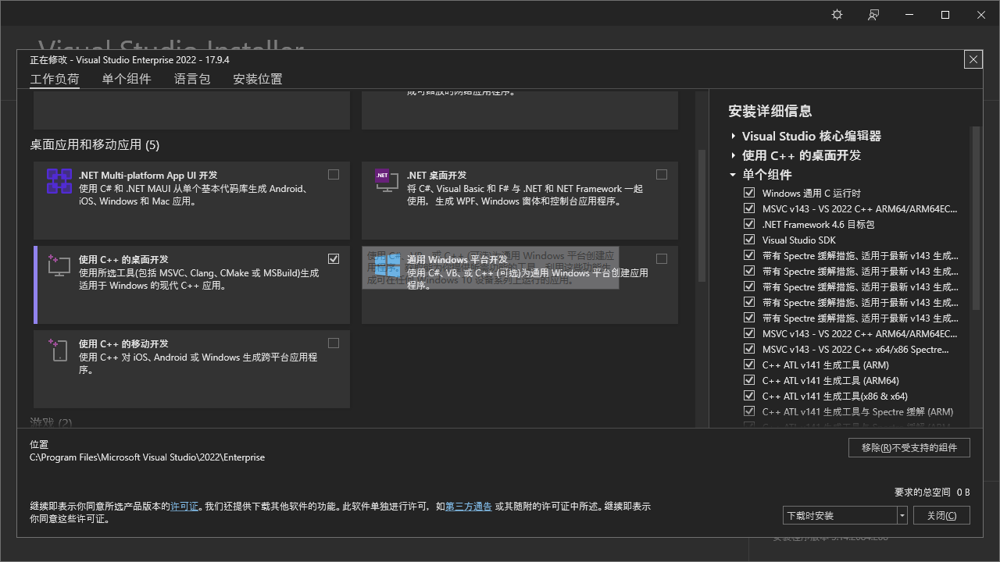 Visual Studio Installer
正在修改 - Visual Studio Enterprise 2022 - 17.9.4
工作负荷
单个组件
语言包
安装位置
成可缩放的网络应用程序。
桌面应用和移动应用 (5)
.NET Multi-platform App UI 开发
使用 C# 和 .NET MAUI 从单个基本代码库生成 Android、
iOS、Windows 和 Mac 应用。
.NET
.NET 桌面开发
将 C#、Visual Basic 和 F# 与 .NET 和 NET Framework 一起
使用，生成 WPF、Windows 窗体和控制台应用程序。
使用 C++ 的桌面开发
使用所选工具(包括 MSVC、Clang、CMake 或 MSBuild)生成
适用于 Windows 的现代 C++ 应用。
通用 Windows 平台开发
使用 C#、VB、或 C++ (可选)为通用 Windows 平台创建应用
程序。
使用 C++ 的移动开发
使用 C++ 对 iOS、Android 或 Windows 生成跨平台应用程
序。
游戏 (2)
安装详细信息
Visual Studio 核心编辑器
使用 C++ 的桌面开发
单个组件
Windows 通用 C 运行时
MSVC v143 - VS 2022 C++ ARM64/ARM64EC...
.NET Framework 4.6 目标包
Visual Studio SDK
带有 Spectre 缓解措施、适用于最新 v143 生成...
带有 Spectre 缓解措施、适用于最新 v143 生成...
带有 Spectre 缓解措施、适用于最新 v143 生成...
带有 Spectre 缓解措施、适用于最新 v143 生成...
带有 Spectre 缓解措施、适用于最新 v143 生成...
MSVC v143 - VS 2022 C++ ARM64/ARM64EC...
MSVC v143 - VS 2022 C++ x64/x86 Spectre...
C++ ATL v141 生成工具 (ARM)
C++ ATL v141 生成工具 (ARM64)
C++ ATL v141 生成工具(x86 & x64)
C++ ATL v141 生成工具与 Spectre 缓解 (ARM)
位置
C:\Program Files\Microsoft Visual Studio\2022\Enterprise
移除(R)不受支持的组件
要求的总空间 0 B
继续即表示你同意所选产品版本的许可证。我们还提供下载其他软件的功能。此软件单独进行许可，如第三方通告 或其随附的许可证中所述。继续即表示
你同意这些许可证。
下载时安装
关闭(C)